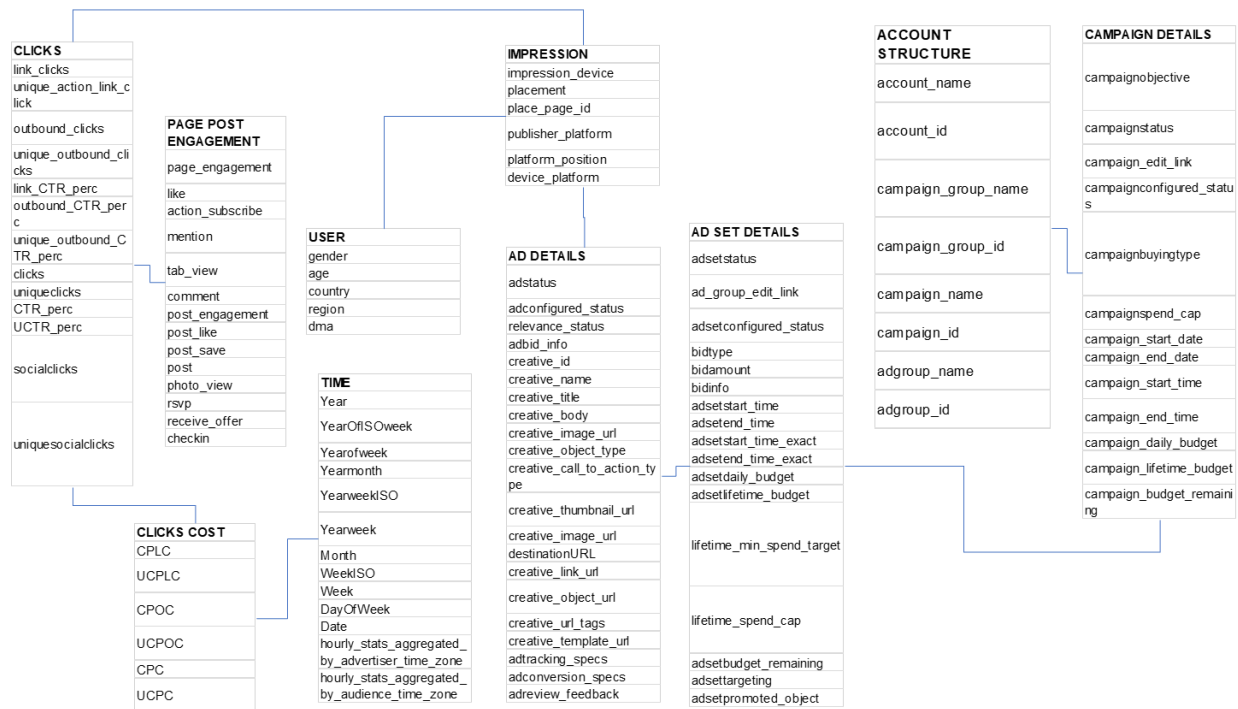 CLICKS
link_clicks
unique_action_link_c
lick
outbound_clicks
unique_outbound_cli
cks
link_CTR_perc
outbound_CTR_per
c
unique_outbound_C
TR_perc
clicks
uniqueclicks
CTR_perc
UCTR_perc
socialclicks
uniquesocialclicks
PAGE POST
ENGAGEMENT
page_engagement
like
action_subscribe
mention
tab_view
comment
post_engagement
post_like
post_save
post
photo_view
rsvp
receive_offer
checkin
CLICKS COST
CPLC
UCPLC
CPOC
UCPOC
CPC
UCPC
USER
gender
age
country
region
dma
TIME
Year
YearOfISOweek
Yearofweek
Yearmonth
YearweekISO
Yearweek
Month
WeekISO
Week
DayOfWeek
Date
hourly_stats_aggregated_
by_advertiser_time_zone
hourly_stats_aggregated_
by_audience_time_zone
IMPRESSION
impression_device
placement
place_page_id
publisher_platform
platform_position
device_platform
AD DETAILS
adstatus
adconfigured_status
relevance_status
adbid_info
creative_id
creative_name
creative_title
creative_body
creative_image_url
creative_object_type
creative_call_to_action_ty
pe
creative_thumbnail_url
creative_image_url
destinationURL
creative_link_url
creative_object_url
creative_url_tags
creative_template_url
adtracking_specs
adconversion_specs
adreview_feedback
AD SET DETAILS
adsetstatus
ad_group_edit_link
adsetconfigured_status
bidtype
bidamount
bidinfo
adsetstart_time
adsetend_time
adsetstart_time_exact
adsetend_time_exact
adsetdaily_budget
adsetlifetime_budget
lifetime_min_spend_target
lifetime_spend_cap
adsetbudget_remaining
adsettargeting
adsetpromoted_object
ACCOUNT
STRUCTURE
account_name
account_id
campaign_group_name
campaign_group_id
campaign_name
campaign_id
adgroup_name
adgroup_id
CAMPAIGN DETAILS
campaignobjective
campaignstatus
campaign_edit_link
campaignconfigured_statu
s
campaignbuyingtype
campaignspend_cap
campaign_start_date
campaign_end_date
campaign_start_time
campaign_end_time
campaign_daily_budget
campaign_lifetime_budget
campaign_budget_remaini
ng